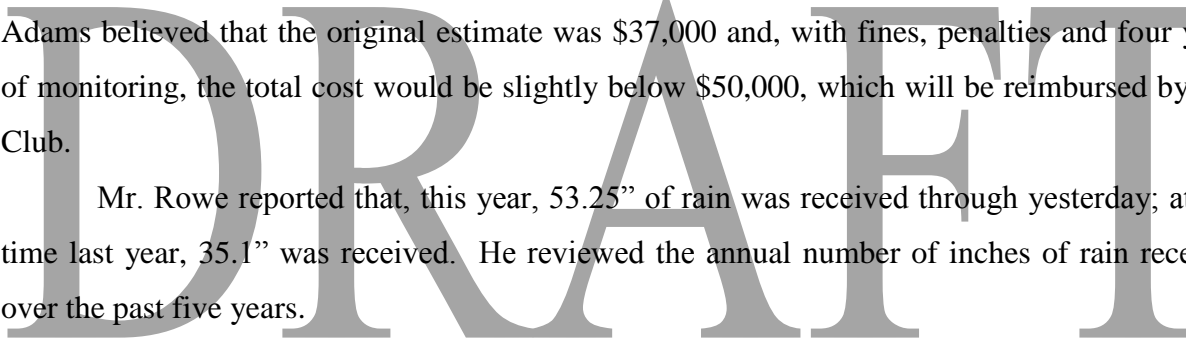 Adams believed that the original estimate was $37,000 and, with fines, penalties and four
of monitoring, the total cost would be slightly below $50,000, which will be reimbursed by
Club.
Mr. Rowe reported that, this year, 53.25” of rain was received through yesterday; at
time last year, 35.1” was received. He reviewed the annual number of inches of rain
over the past five years.
DRAFT